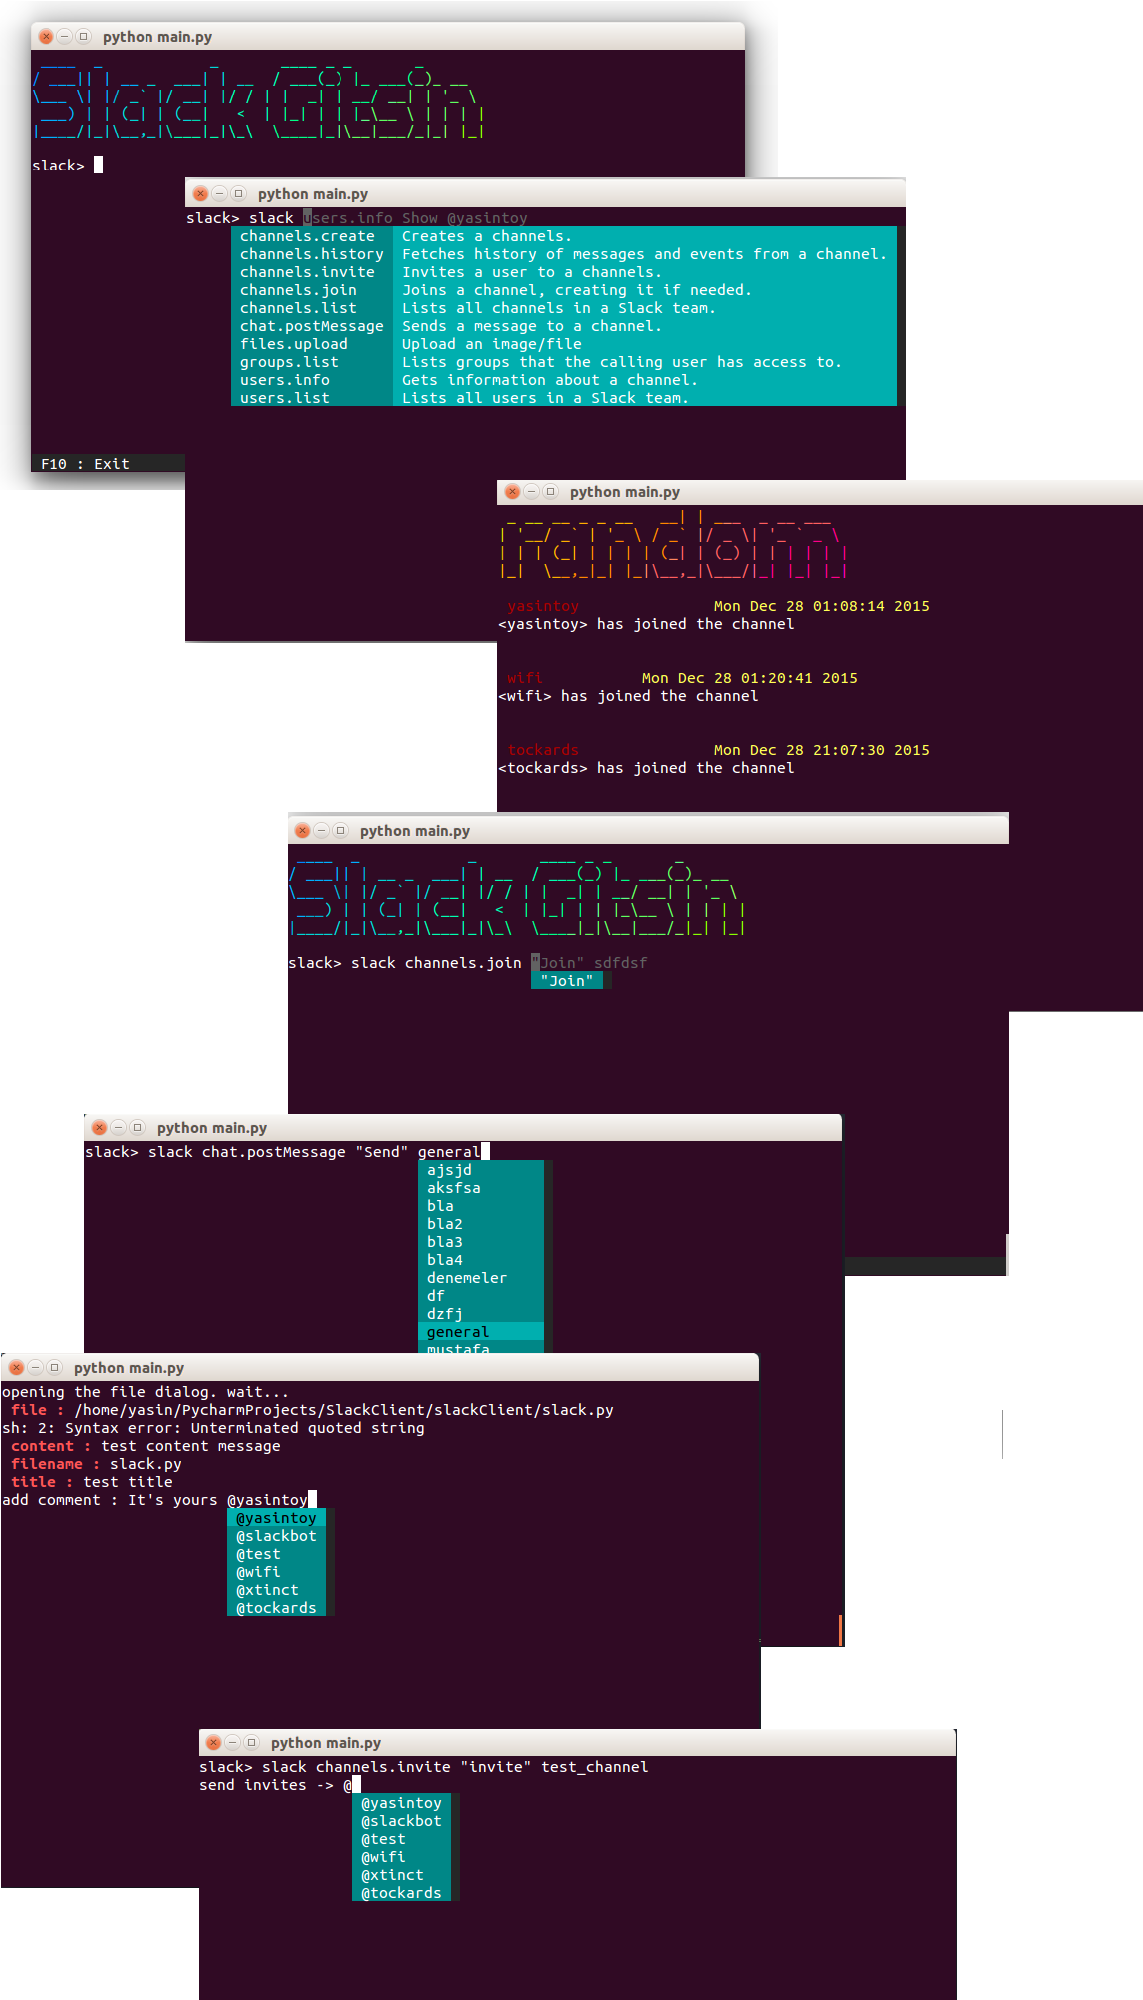 python main.py
Slack Gitsin
slack>
F10 : Exit
python main.py
slack> slack users.info Show @yasintoy
channels.create Creates a channels.
channels.history Fetches history of messages and events from a channel.
channels.invite Invites a user to a channels.
channels.join Joins a channel, creating it if needed.
channels.list Lists all channels in a Slack team.
chat.postMessage Sends a message to a channel.
files.upload Upload an image/file
groups.list Lists groups that the calling user has access to.
users.info Gets information about a channel.
users.list Lists all users in a Slack team.
python main.py
random
yasintoy Mon Dec 28 01:08:14 2015
<yasintoy> has joined the channel
wifi Mon Dec 28 01:20:41 2015
<wifi> has joined the channel
tockards Mon Dec 28 21:07:30 2015
<tockards> has joined the channel
python main.py
Slack Gitsin
slack> slack channels.join "Join" sdfdsf
"Join"
python main.py
slack> slack chat.postMessage "Send" general
ajsjd
aksfsa
bla
bla2
bla3
bla4
denemeler
df
dzfj
general
mustafa
python main.py
opening the file dialog. wait...
file : /home/yasin/PycharmProjects/SlackClient/slackClient/slack.py
sh: 2: Syntax error: Unterminated quoted string
content : test content message
filename : slack.py
title : test title
add comment : It's yours @yasintoy
@yasintoy
@slackbot
@test
@wifi
@xtinct
@tockards
python main.py
slack> slack channels.invite "invite" test_channel
send invites -> @
@yasintoy
@slackbot
@test
@wifi
@xtinct
@tockards